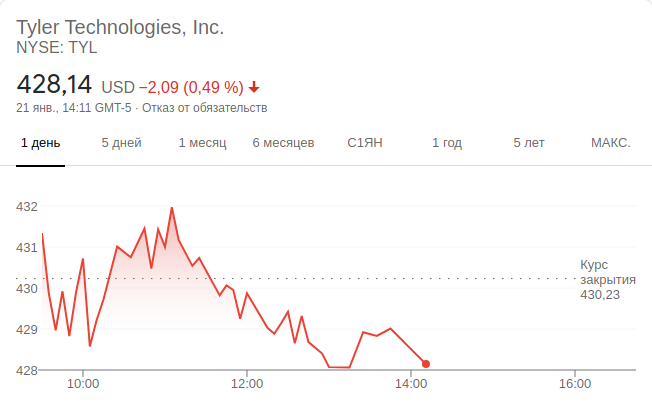 Tyler Technologies, Inc.
NYSE: TYL
428,14 USD −2,09 (0,49 %)
21 янв., 14:11 GMT-5 · Отказ от обязательств
1 день 5 дней 1 месяц 6 месяцев С1ЯН 1 год 5 лет МАКС.
432
431
430
429
428
Курс
закрытия
430,23
10:00 12:00 14:00 16:00